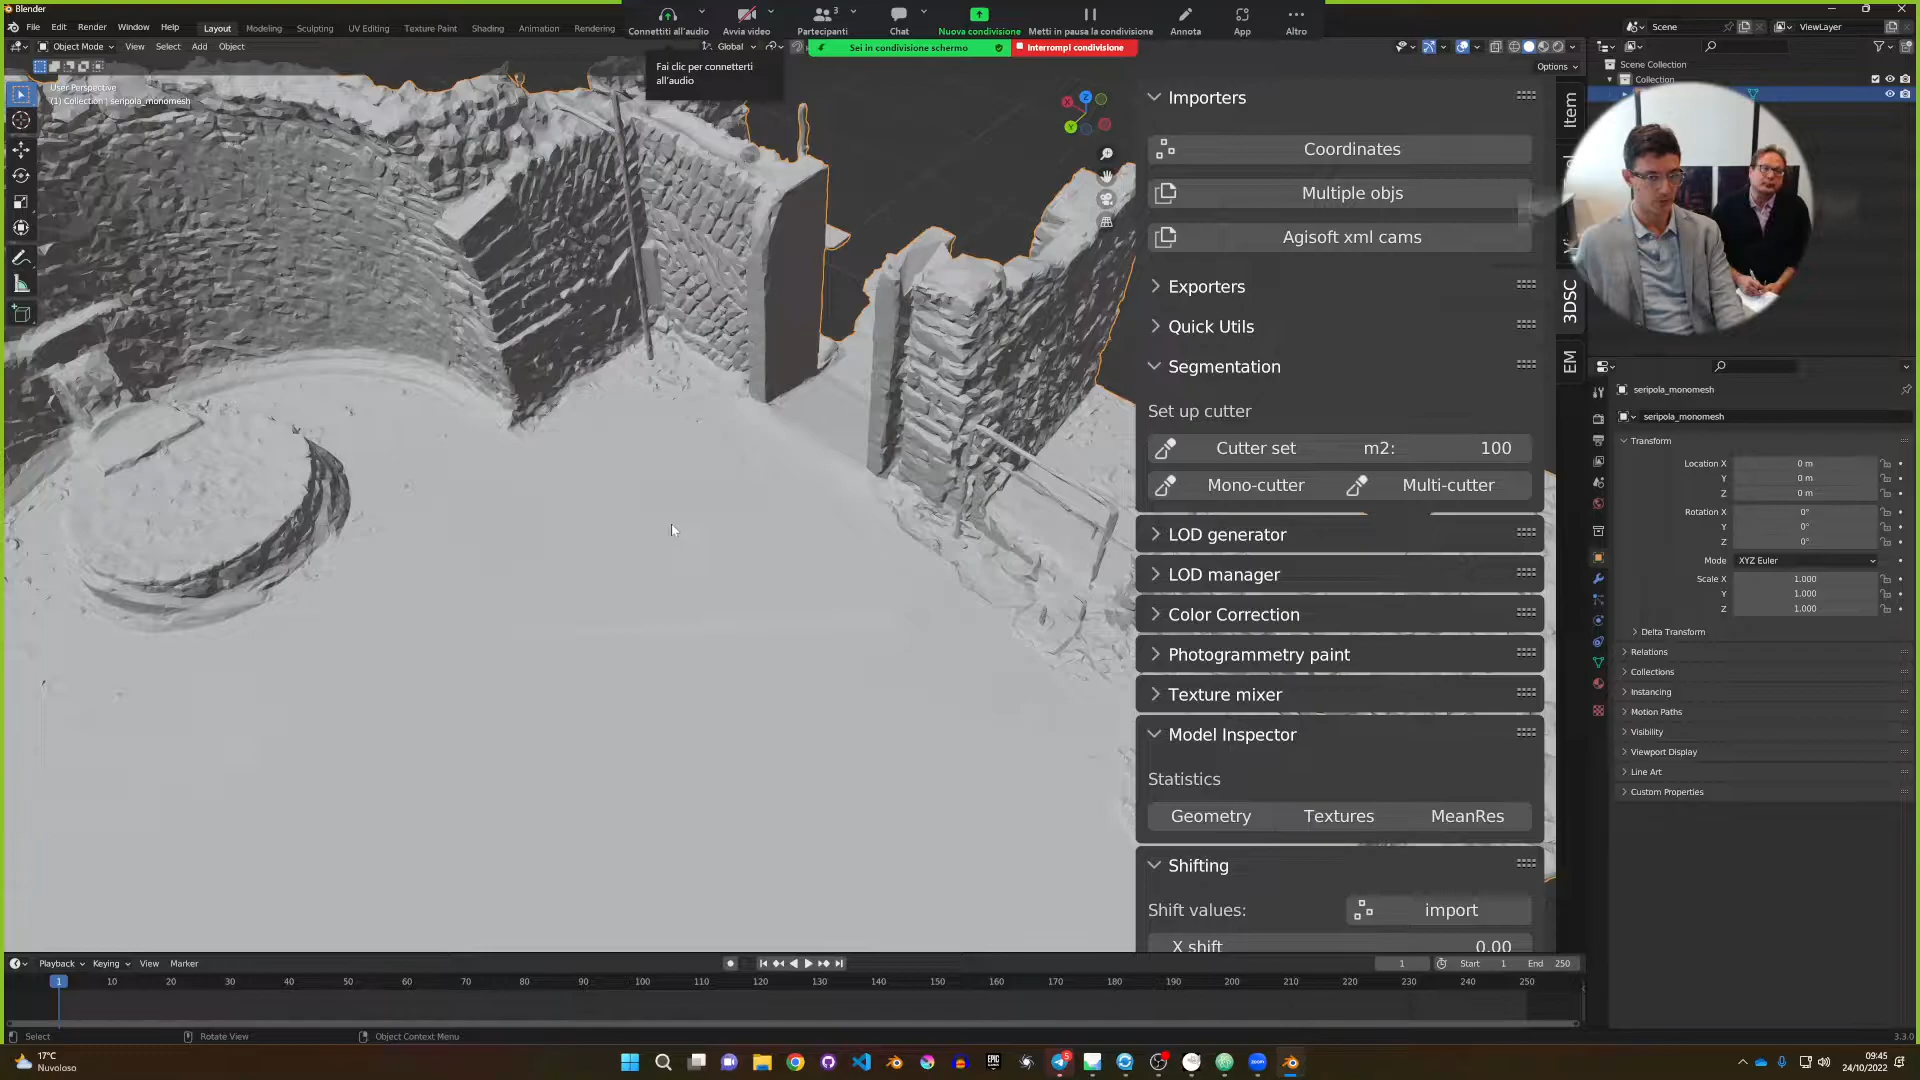 Blender
File Edit Render Window Help Layout Modeling Sculpting UV Editing Texture Paint Shading Animation Rendering
Connettiti all'audio Avvia video Partecipanti 3 Chat Nuova condivisione Metti in pausa la condivisione Annota App Altro
Scene ViewLayer
Object Mode View Select Add Object Global
Sei in condivisione schermo Interrompi condivisione
Fai clic per connetterti
all'audio
Options
User Perspective
(1) Collection | seripola_monomesh
Scene Collection
Collection
Importers
Coordinates
Multiple objs
Agisoft xml cams
Exporters
Quick Utils
Segmentation
Set up cutter
Cutter set m2: 100
Mono-cutter Multi-cutter
LOD generator
LOD manager
Color Correction
Photogrammetry paint
Texture mixer
Model Inspector
Statistics
Geometry Textures MeanRes
Shifting
Shift values: import
X shift 0.00
Item
3DSC
EM
seripola_monomesh
seripola_monomesh
Transform
Location X 0 m
Y 0 m
Z 0 m
Rotation X 0°
Y 0°
Z 0°
Mode XYZ Euler
Scale X 1.000
Y 1.000
Z 1.000
Delta Transform
Relations
Collections
Instancing
Motion Paths
Visibility
Viewport Display
Line Art
Custom Properties
Playback Keying View Marker 1 Start 1 End 250
1 10 20 30 40 50 60 70 80 90 100 110 120 130 140 150 160 170 180 190 200 210 220 230 240 250
Select Rotate View Object Context Menu 3.3.0
17°C
Nuvoloso
EPIC
5
zoom
09:45
24/10/2022